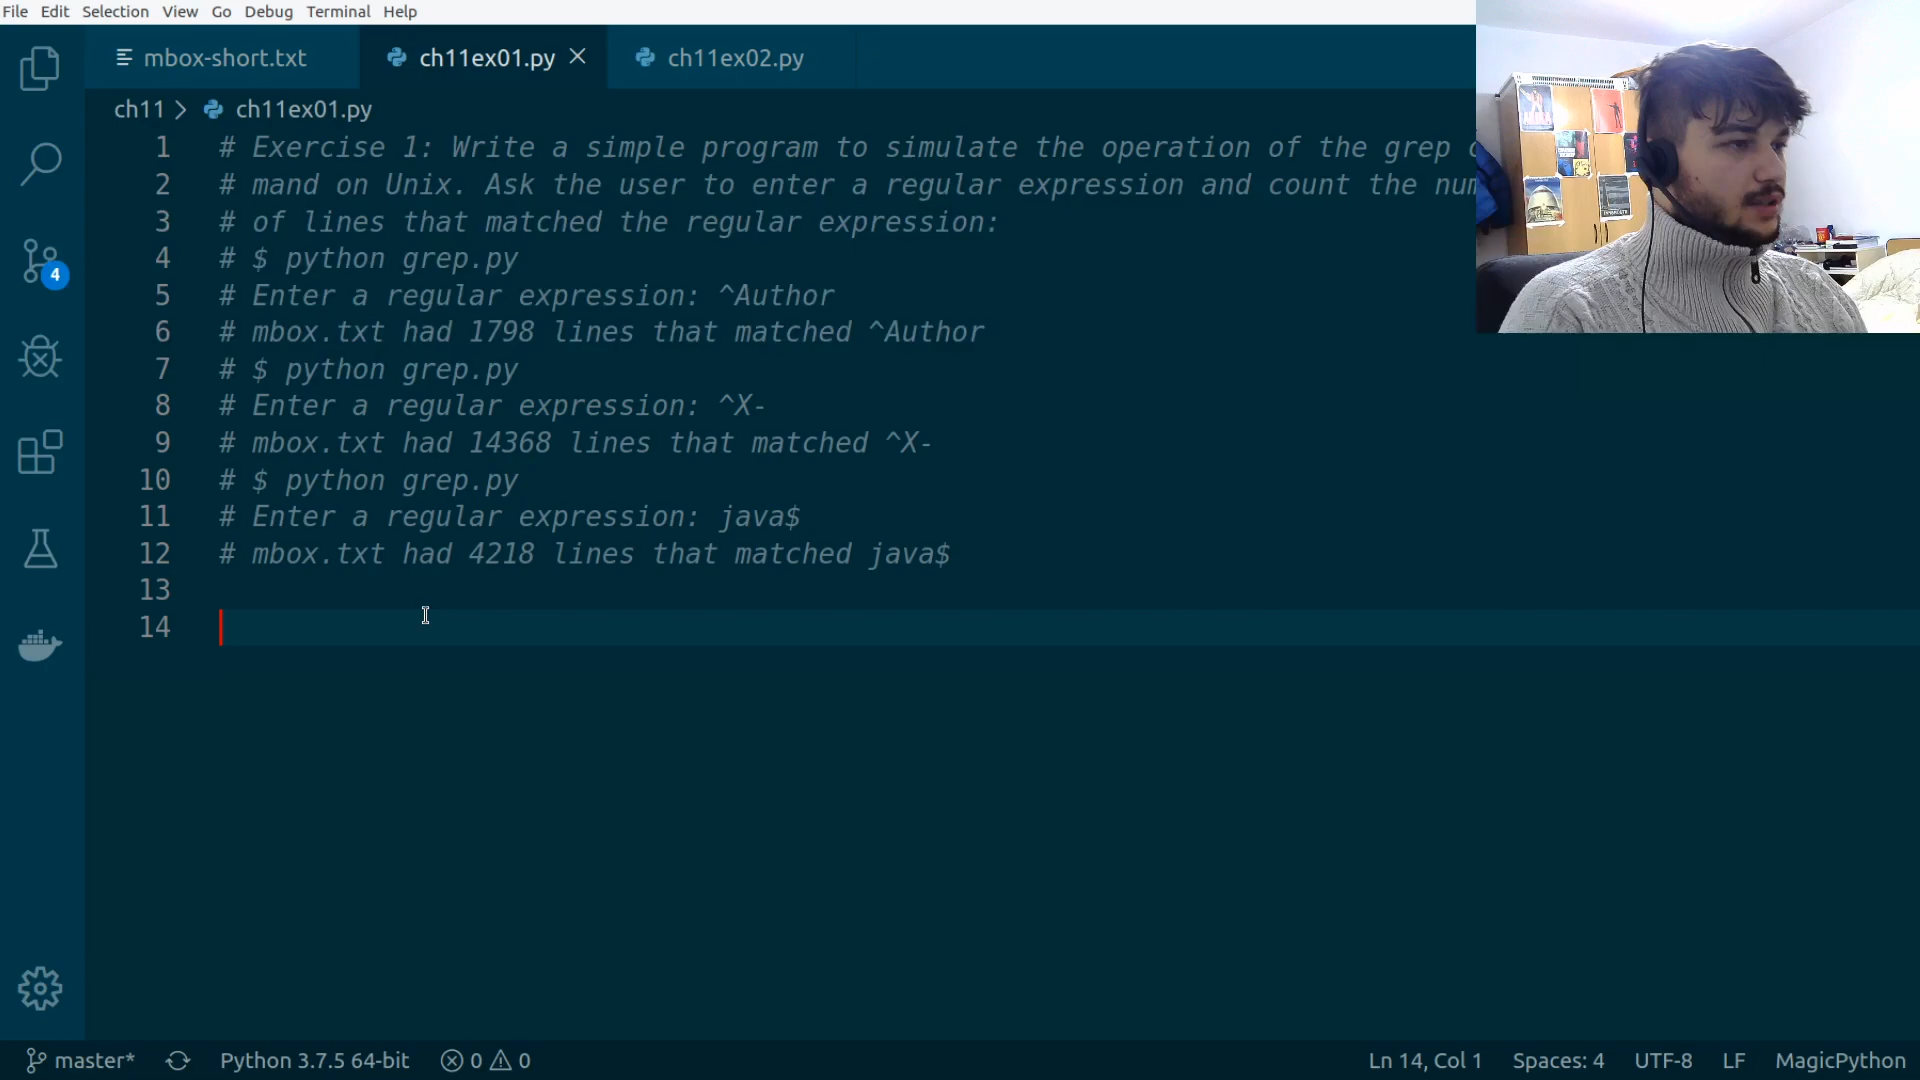 File Edit Selection View Go Debug Terminal Help
mbox-short.txt ch11ex01.py ch11ex02.py
ch11 > ch11ex01.py
1 # Exercise 1: Write a simple program to simulate the operation of the grep
2 # mand on Unix. Ask the user to enter a regular expression and count the num
3 # of lines that matched the regular expression:
4 # $ python grep.py
5 # Enter a regular expression: ^Author
6 # mbox.txt had 1798 lines that matched ^Author
7 # $ python grep.py
8 # Enter a regular expression: ^X-
9 # mbox.txt had 14368 lines that matched ^X-
10 # $ python grep.py
11 # Enter a regular expression: java$
12 # mbox.txt had 4218 lines that matched java$
13
14
4
master* Python 3.7.5 64-bit 0 0 Ln 14, Col 1 Spaces: 4 UTF-8 LF MagicPython